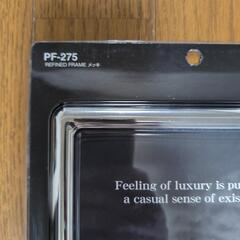 PF-275
REFINED FRAME メッキ
Feeling of luxury is pu
a casual sense of exis